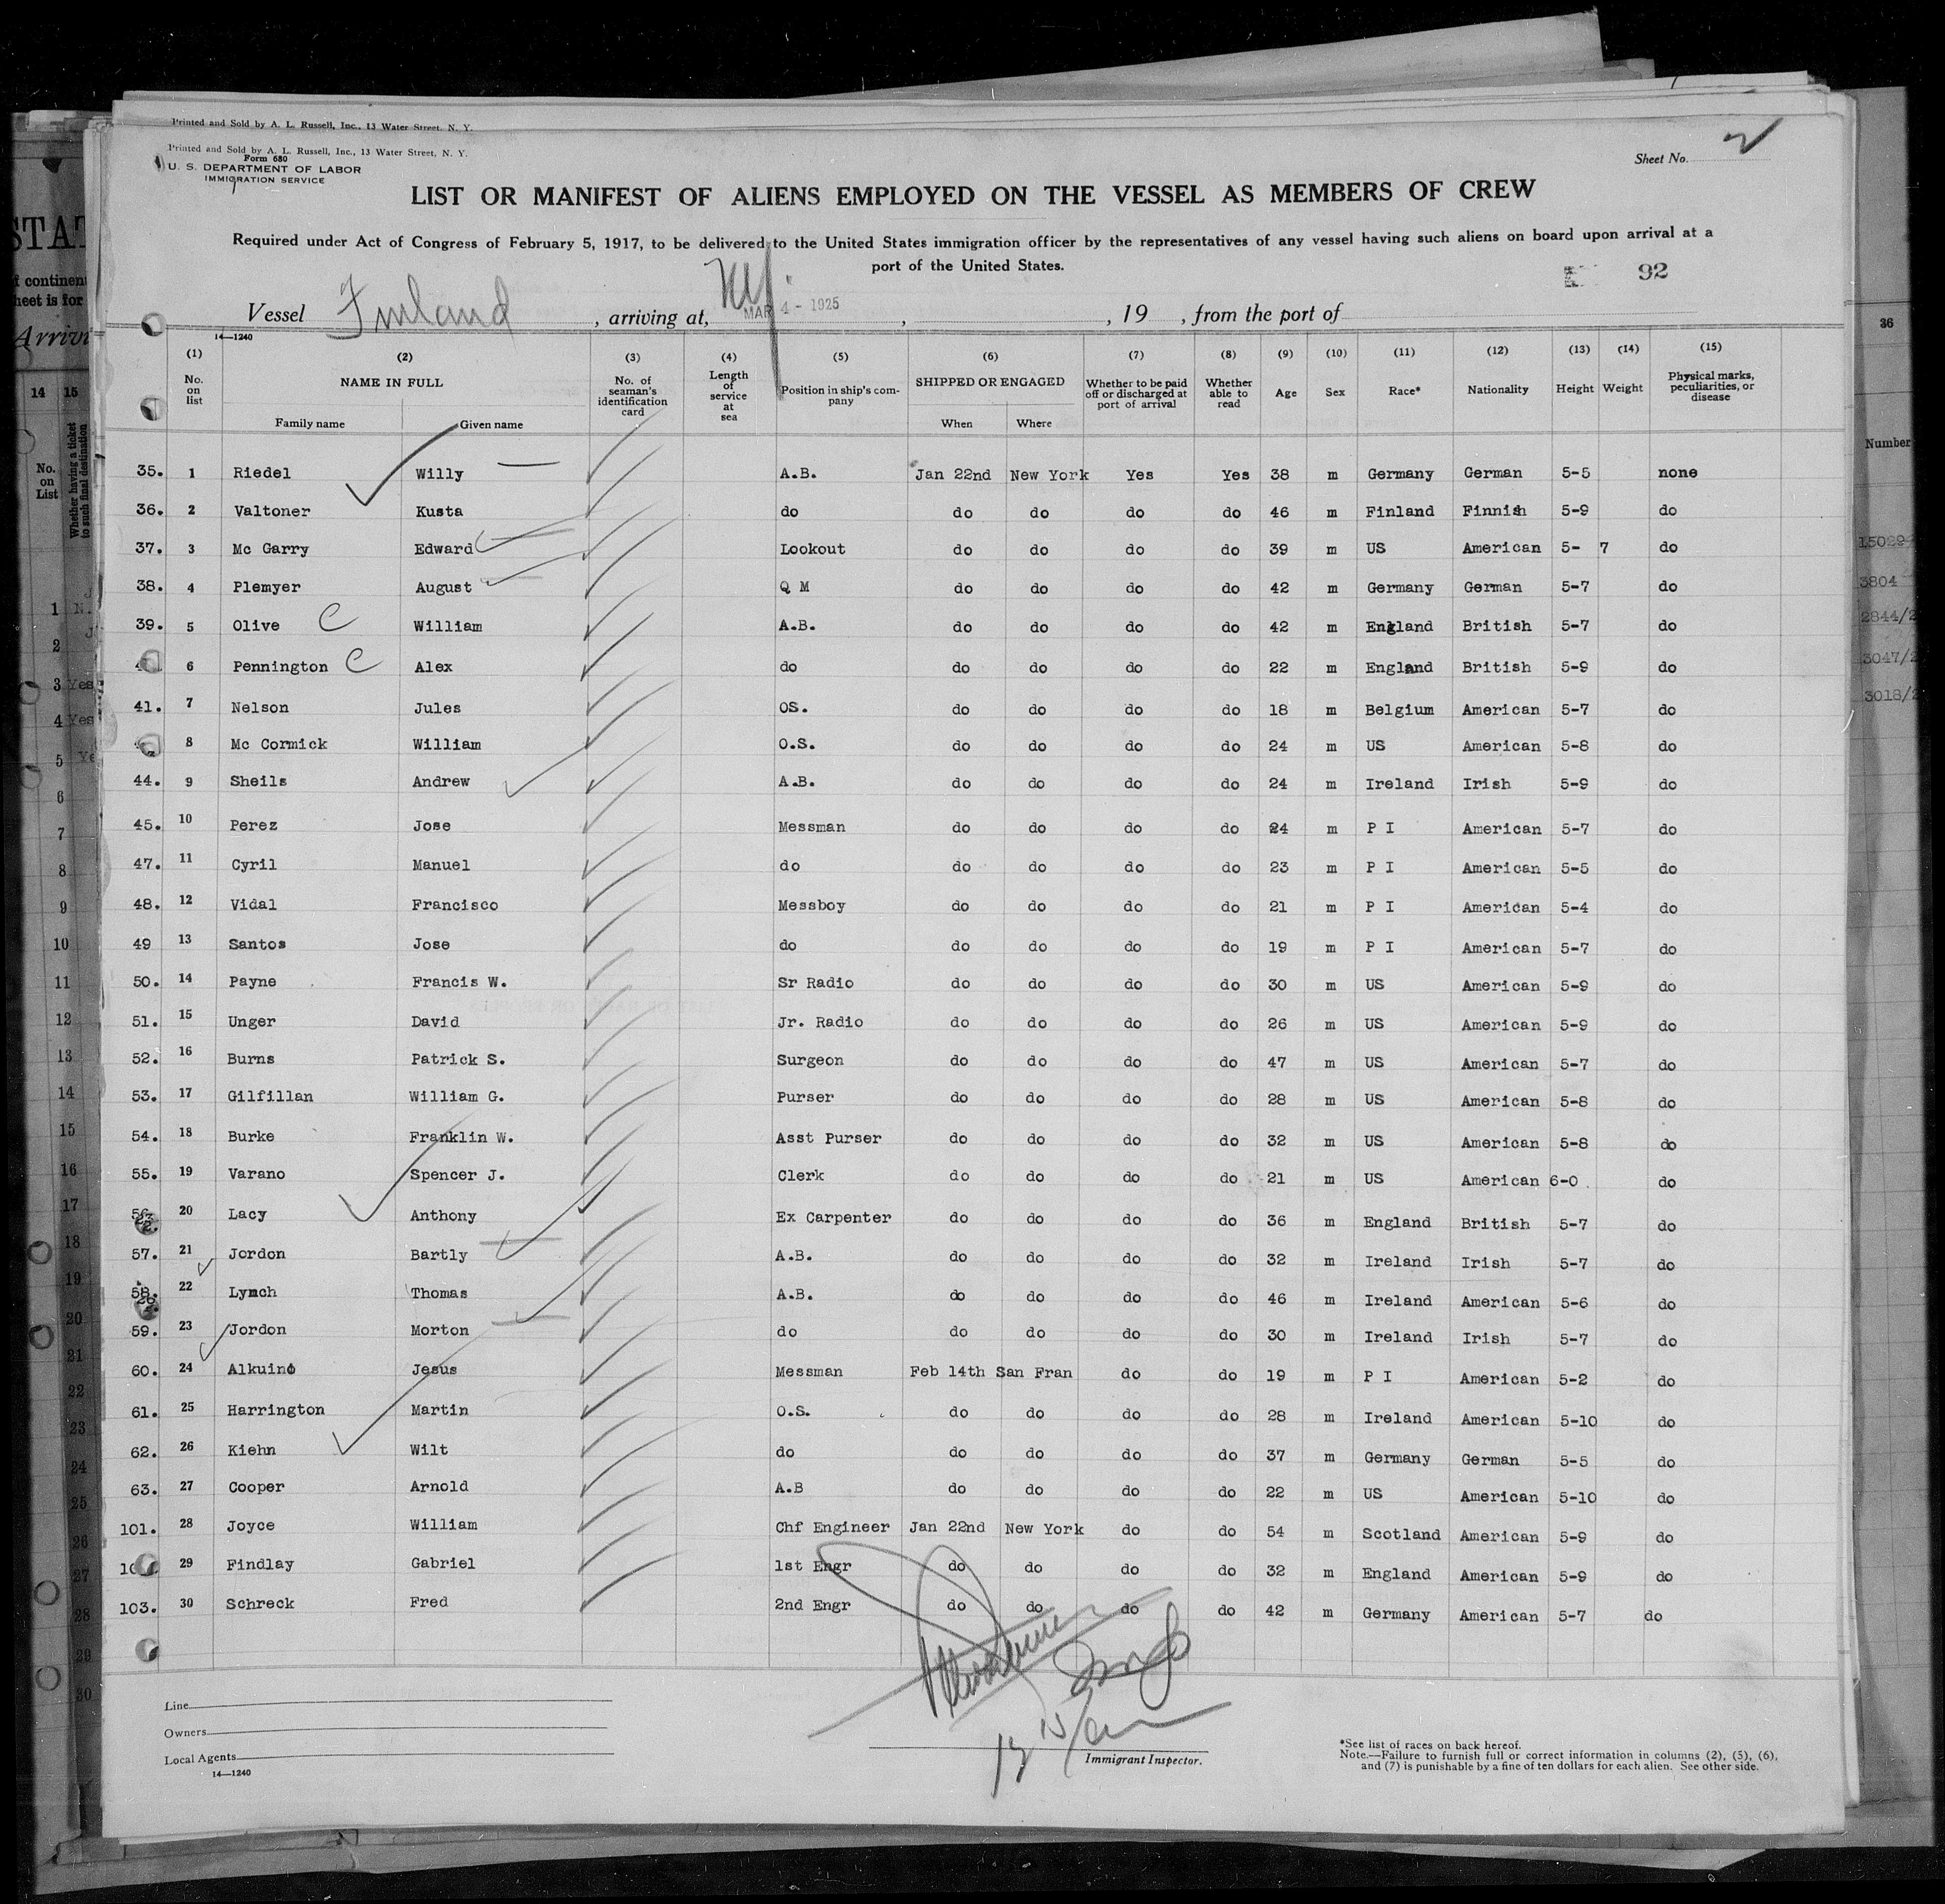 Printed and Sold by A. L. Russell, Inc., 13 Water Street, N. Y.
Printed and Sold by A. L. Russell, Inc., 13 Water Street, N. Y.
Form 680
U. S. DEPARTMENT OF LABOR
IMMIGRATION SERVICE
Sheet No. 2
LIST OR MANIFEST OF ALIENS EMPLOYED ON THE VESSEL AS MEMBERS OF CREW
Required under Act of Congress of February 5, 1917, to be delivered to the United States immigration officer by the representatives of any vessel having such aliens on board upon arrival at a
port of the United States.
92
Vessel Finland, arriving at, NY MAR 4 - 1925, , 19 , from the port of
14—1240
(1) No. on list
(2) NAME IN FULL Family name Given name
(3) No. of seaman's identification card
(4) Length of service at sea
(5) Position in ship's company
(6) SHIPPED OR ENGAGED When Where
(7) Whether to be paid off or discharged at port of arrival
(8) Whether able to read
(9) Age
(10) Sex
(11) Race*
(12) Nationality
(13) Height
(14) Weight
(15) Physical marks, peculiarities, or disease
35. 1 Riedel Willy A.B. Jan 22nd New York Yes Yes 38 m Germany German 5-5 none
36. 2 Valtoner Kusta do do do do do 46 m Finland Finnish 5-9 do
37. 3 Mc Garry Edward Lookout do do do do 39 m US American 5- 7 do
38. 4 Plemyer August Q M do do do do 42 m Germany German 5-7 do
39. 5 Olive C William A.B. do do do do 42 m England British 5-7 do
6 Pennington C Alex do do do do do 22 m England British 5-9 do
41. 7 Nelson Jules OS. do do do do 18 m Belgium American 5-7 do
8 Mc Cormick William O.S. do do do do 24 m US American 5-8 do
44. 9 Sheils Andrew A.B. do do do do 24 m Ireland Irish 5-9 do
45. 10 Perez Jose Messman do do do do 24 m P I American 5-7 do
47. 11 Cyril Manuel do do do do do 23 m P I American 5-5 do
48. 12 Vidal Francisco Messboy do do do do 21 m P I American 5-4 do
49 13 Santos Jose do do do do do 19 m P I American 5-7 do
50. 14 Payne Francis W. Sr Radio do do do do 30 m US American 5-9 do
51. 15 Unger David Jr. Radio do do do do 26 m US American 5-9 do
52. 16 Burns Patrick S. Surgeon do do do do 47 m US American 5-7 do
53. 17 Gilfillan William G. Purser do do do do 28 m US American 5-8 do
54. 18 Burke Franklin W. Asst Purser do do do do 32 m US American 5-8 do
55. 19 Varano Spencer J. Clerk do do do do 21 m US American 6-0 do
56. 20 Lacy Anthony Ex Carpenter do do do do 36 m England British 5-7 do
57. 21 Jordon Bartly A.B. do do do do 32 m Ireland Irish 5-7 do
58. 22 Lynch Thomas A.B. do do do do 46 m Ireland American 5-6 do
59. 23 Jordon Morton do do do do do 30 m Ireland Irish 5-7 do
60. 24 Alkuino Jesus Messman Feb 14th San Fran do do 19 m P I American 5-2 do
61. 25 Harrington Martin O.S. do do do do 28 m Ireland American 5-10 do
62. 26 Kiehn Wilt do do do do do 37 m Germany German 5-5 do
63. 27 Cooper Arnold A.B do do do do 22 m US American 5-10 do
101. 28 Joyce William Chf Engineer Jan 22nd New York do do 54 m Scotland American 5-9 do
29 Findlay Gabriel 1st Engr do do do do 32 m England American 5-9 do
103. 30 Schreck Fred 2nd Engr do do do do 42 m Germany American 5-7 do
Line
Owners
Local Agents
14—1240
Immigrant Inspector.
*See list of races on back hereof.
Note.—Failure to furnish full or correct information in columns (2), (5), (6),
and (7) is punishable by a fine of ten dollars for each alien. See other side.